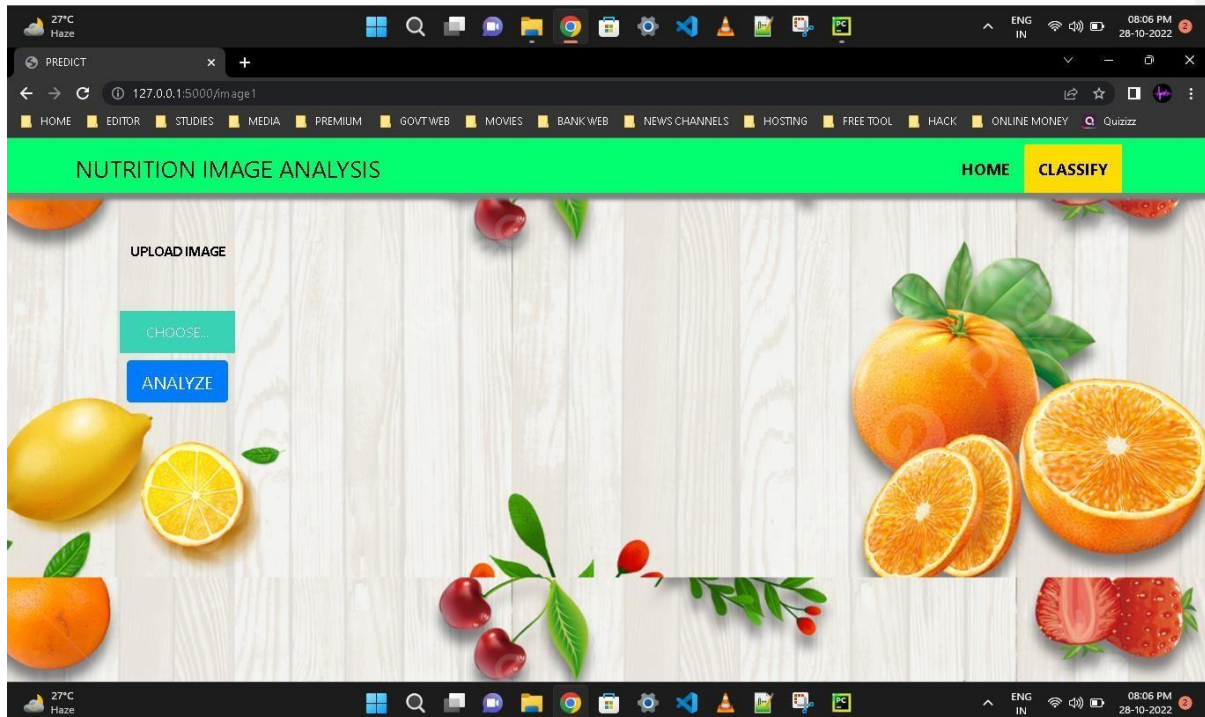 27°C
Haze
ENG
IN
08:06 PM
28-10-2022
2
PREDICT
127.0.0.1:5000/image1
HOME EDITOR STUDIES MEDIA PREMIUM GOVT WEB MOVIES BANK WEB NEWS CHANNELS HOSTING FREE TOOL HACK ONLINE MONEY Quizizz
NUTRITION IMAGE ANALYSIS HOME CLASSIFY
UPLOAD IMAGE
CHOOSE...
ANALYZE
27°C
Haze
ENG
IN
08:06 PM
28-10-2022
2